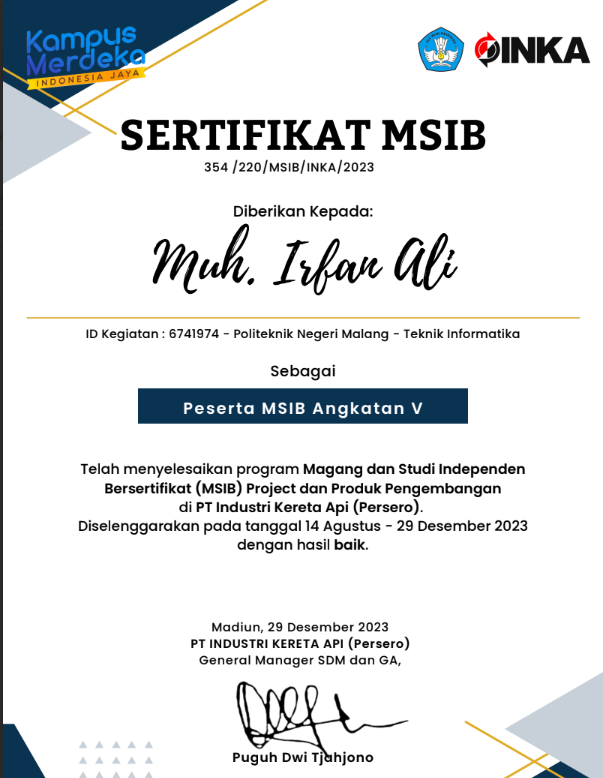 Kampus
Merdeka
INDONESIA JAYA
INKA
SERTIFIKAT MSIB
354 /220/MSIB/INKA/2023
Diberikan Kepada:
Muh. Irfan Ali
ID Kegiatan : 6741974 - Politeknik Negeri Malang - Teknik Informatika
Sebagai
Peserta MSIB Angkatan V
Telah menyelesaikan program Magang dan Studi Independen
Bersertifikat (MSIB) Project dan Produk Pengembangan
di PT Industri Kereta Api (Persero).
Diselenggarakan pada tanggal 14 Agustus - 29 Desember 2023
dengan hasil baik.
Madiun, 29 Desember 2023
PT INDUSTRI KERETA API (Persero)
General Manager SDM dan GA,
Puguh Dwi Tjahjono